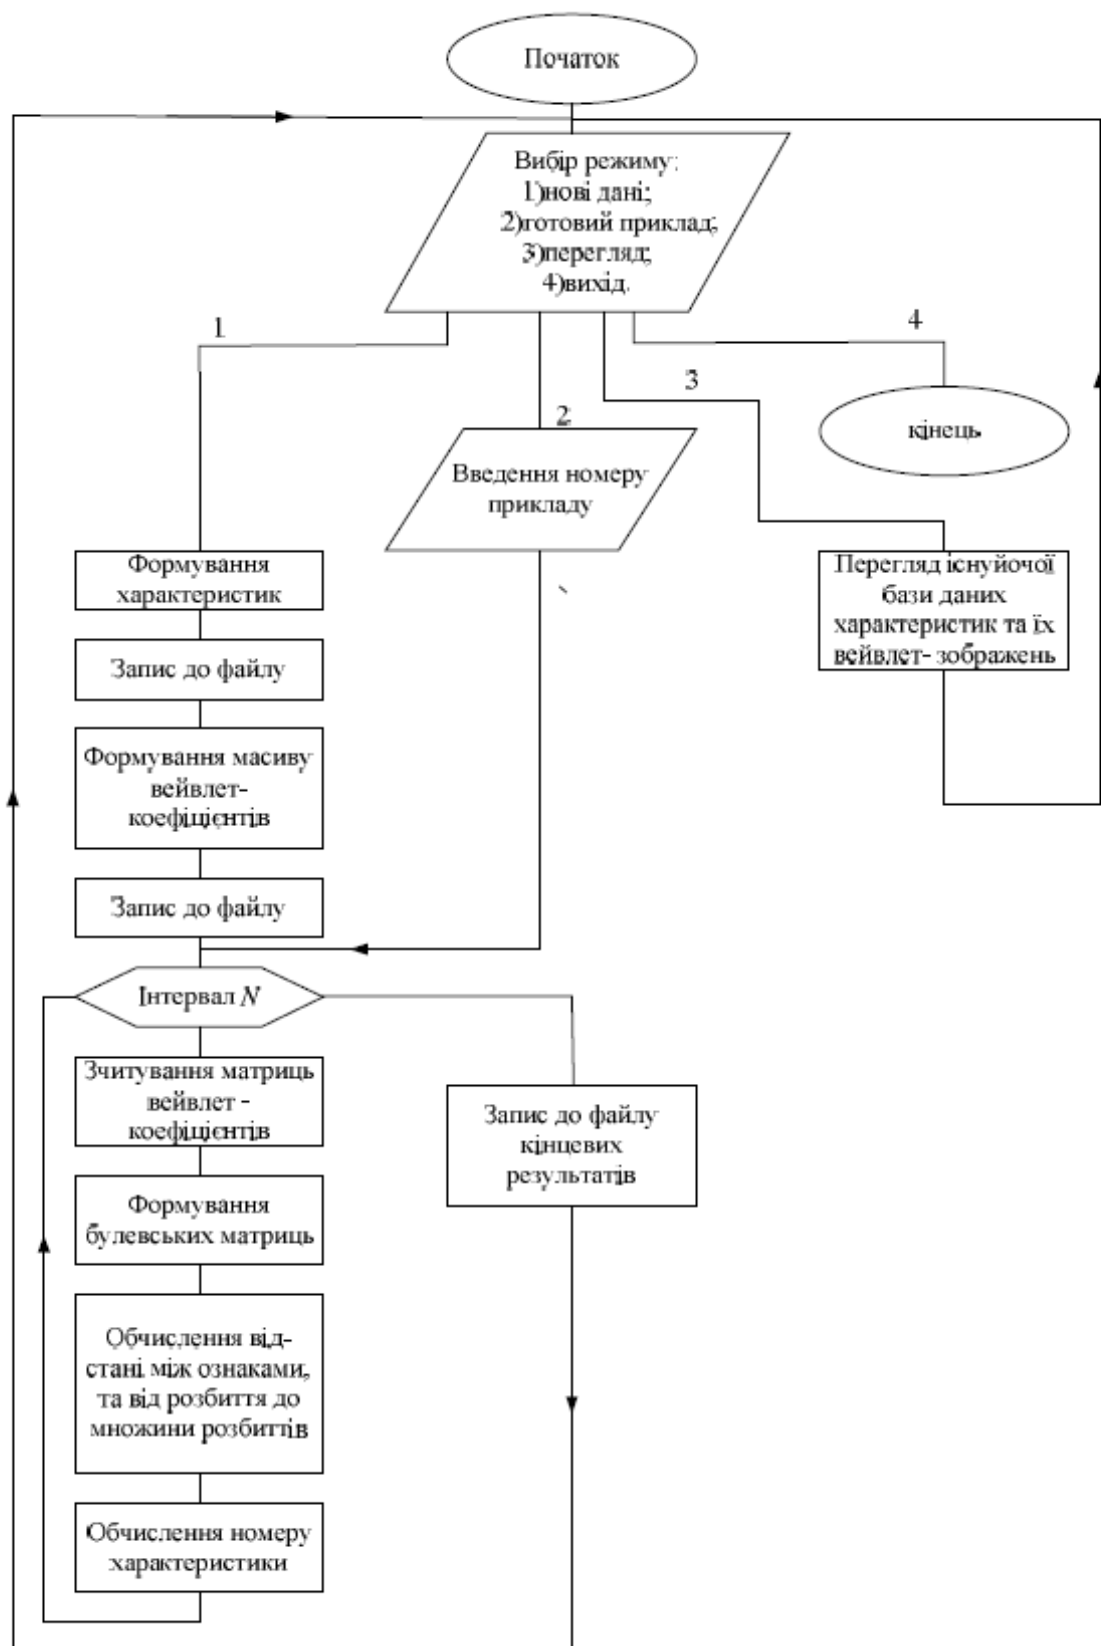 Початок
Вибір режиму:
1)нові дані;
2)готовий приклад;
3)перегляд;
4)вихід.
1
4
3
2
кінець
Введення номеру
прикладу
Формування
характеристик
Перегляд існуйочої
бази даних
характеристик та їх
вейвлет- зображень
Запис до файлу
Формування масиву
вейвлет-
коефіцієнтів
Запис до файлу
Інтервал N
Зчитування матриць
вейвлет -
коефіцієнтів
Запис до файлу
кінцевих
результатів
Формування
булевських матриць
Обчислення від-
стані між ознаками,
та від розбиття до
множини розбиттів
Обчислення номеру
характеристики